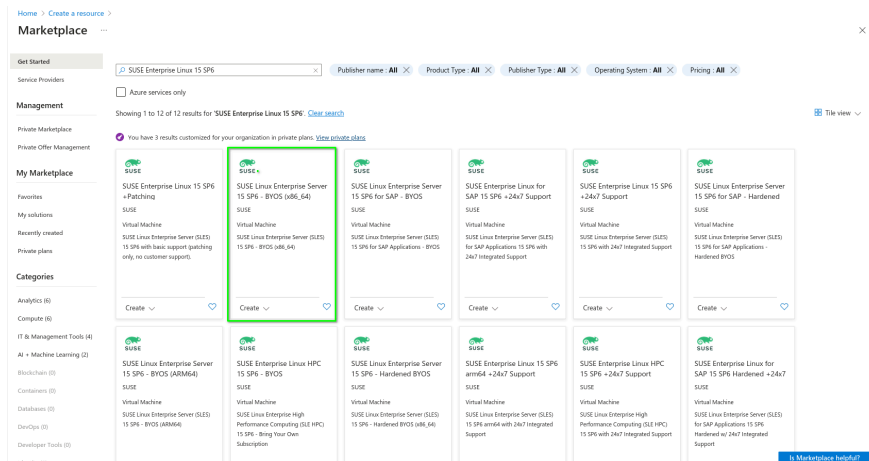 Home > Create a resource >
Marketplace ...
Get Started
Service Providers
Management
Private Marketplace
Private Offer Management
My Marketplace
Favorites
My solutions
Recently created
Private plans
Categories
Analytics (6)
Compute (6)
IT & Management Tools (4)
AI + Machine Learning (2)
Blockchain (0)
Containers (0)
Databases (0)
DevOps (0)
Developer Tools (0)
SUSE Enterprise Linux 15 SP6
Publisher name : All
Product Type : All
Publisher Type : All
Operating System : All
Pricing : All
Azure services only
Showing 1 to 12 of 12 results for 'SUSE Enterprise Linux 15 SP6'. Clear search
Tile view
You have 3 results customized for your organization in private plans. View private plans
SUSE
SUSE Enterprise Linux 15 SP6
+Patching
SUSE
Virtual Machine
SUSE Linux Enterprise Server (SLES)
15 SP6 with basic support (patching
only, no customer support).
Create
SUSE
SUSE Linux Enterprise Server
15 SP6 - BYOS (x86_64)
SUSE
Virtual Machine
SUSE Linux Enterprise Server (SLES)
15 SP6 - BYOS (x86_64)
Create
SUSE
SUSE Linux Enterprise Server
15 SP6 for SAP - BYOS
SUSE
Virtual Machine
SUSE Linux Enterprise Server (SLES)
15 SP6 for SAP Applications - BYOS
Create
SUSE
SUSE Enterprise Linux for
SAP 15 SP6 +24x7 Support
SUSE
Virtual Machine
SUSE Linux Enterprise Server (SLES)
for SAP Applications 15 SP6 with
24x7 Integrated Support
Create
SUSE
SUSE Enterprise Linux 15 SP6
+24x7 Support
SUSE
Virtual Machine
SUSE Linux Enterprise Server (SLES)
15 SP6 with 24x7 Integrated Support
Create
SUSE
SUSE Linux Enterprise Server
15 SP6 for SAP - Hardened
SUSE
Virtual Machine
SUSE Linux Enterprise Server (SLES)
15 SP6 for SAP Applications -
Hardened BYOS
Create
SUSE
SUSE Linux Enterprise Server
15 SP6 - BYOS (ARM64)
SUSE
Virtual Machine
SUSE Linux Enterprise Server (SLES)
15 SP6 - BYOS (ARM64)
SUSE
SUSE Enterprise Linux HPC
15 SP6 - BYOS
SUSE
Virtual Machine
SUSE Linux Enterprise High
Performance Computing (SLE HPC)
15 SP6 - Bring Your Own
Subscription
SUSE
SUSE Linux Enterprise Server
15 SP6 - Hardened BYOS
SUSE
Virtual Machine
SUSE Linux Enterprise Server (SLES)
15 SP6 - Hardened BYOS (x86_64)
SUSE
SUSE Enterprise Linux 15 SP6
arm64 +24x7 Support
SUSE
Virtual Machine
SUSE Linux Enterprise Server (SLES)
15 SP6 arm64 with 24x7 Integrated
Support
SUSE
SUSE Enterprise Linux HPC
15 SP6 +24x7 Support
SUSE
Virtual Machine
SUSE Linux Enterprise High
Performance Computing (SLE HPC)
15 SP6 with 24x7 Integrated Support
SUSE
SUSE Enterprise Linux for
SAP 15 SP6 Hardened +24x7
SUSE
Virtual Machine
SUSE Linux Enterprise Server (SLES)
for SAP Applications 15 SP6
Hardened w/ 24x7 Integrated
Support
Is Marketplace helpful?